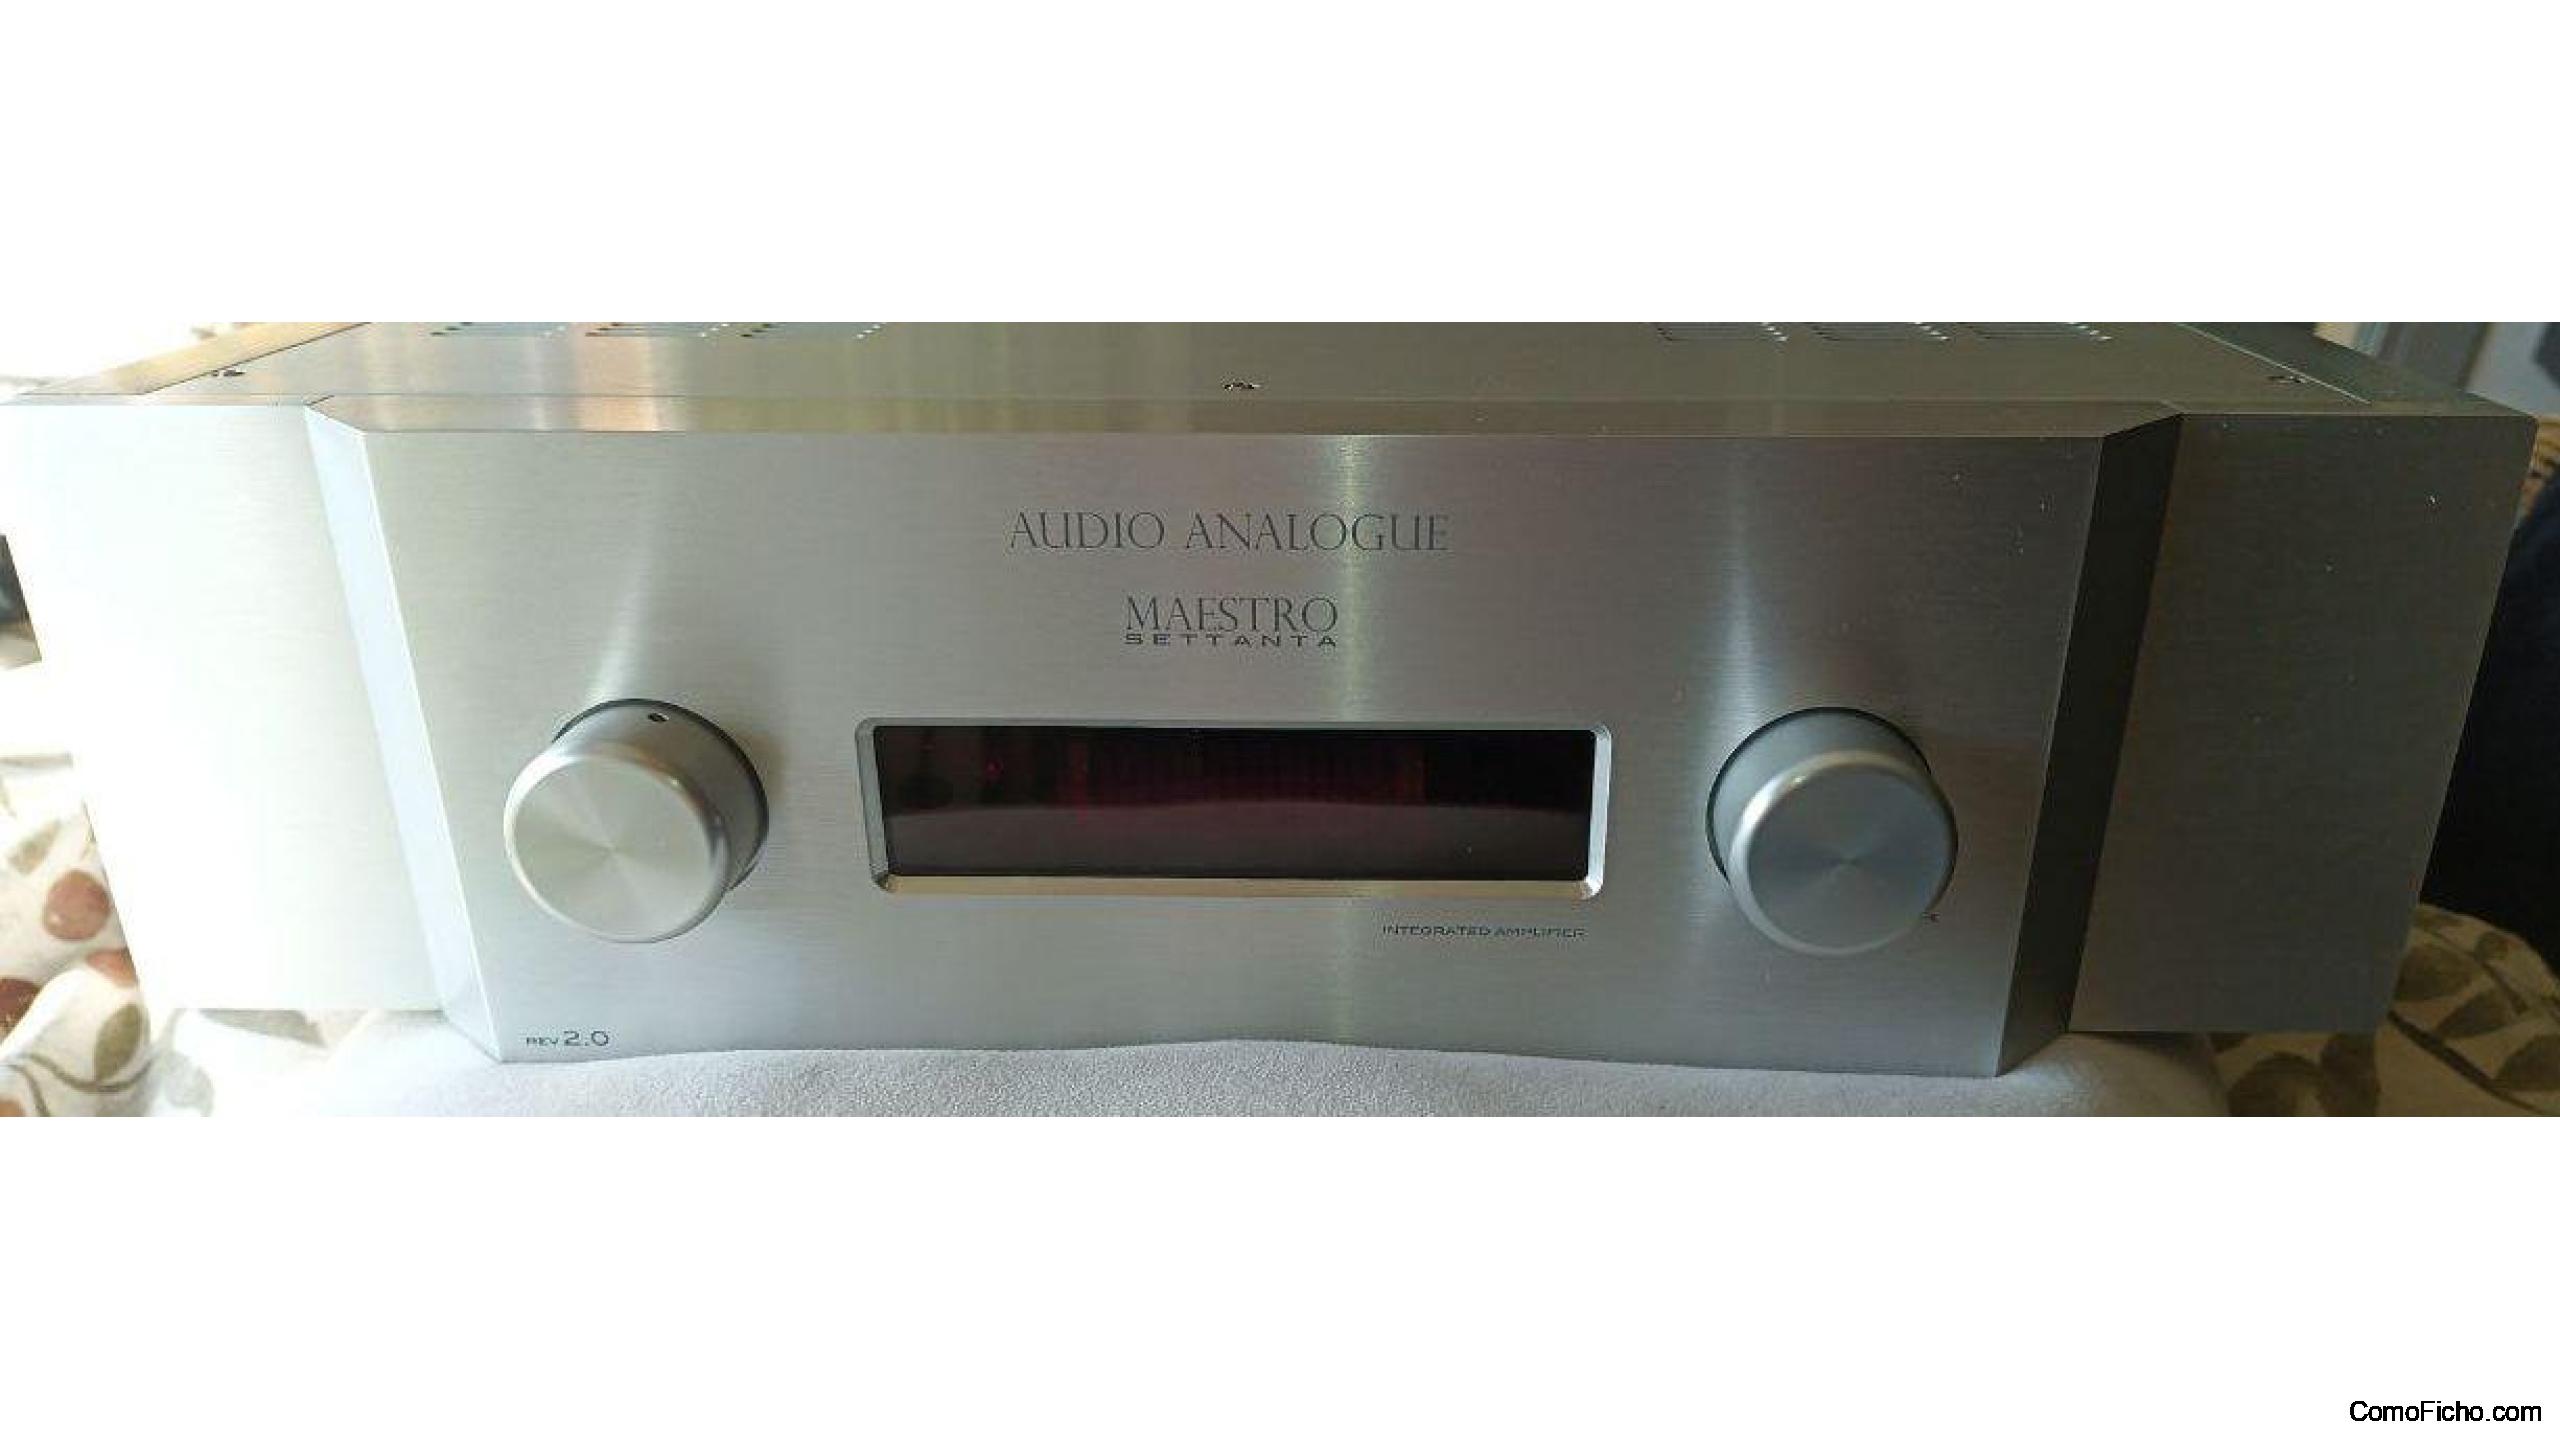 AUDIO ANALOGUE
MAESTRO
SETTANTA
INTEGRATED AMPLIFIER
REV 2.0
ComoFicho.com